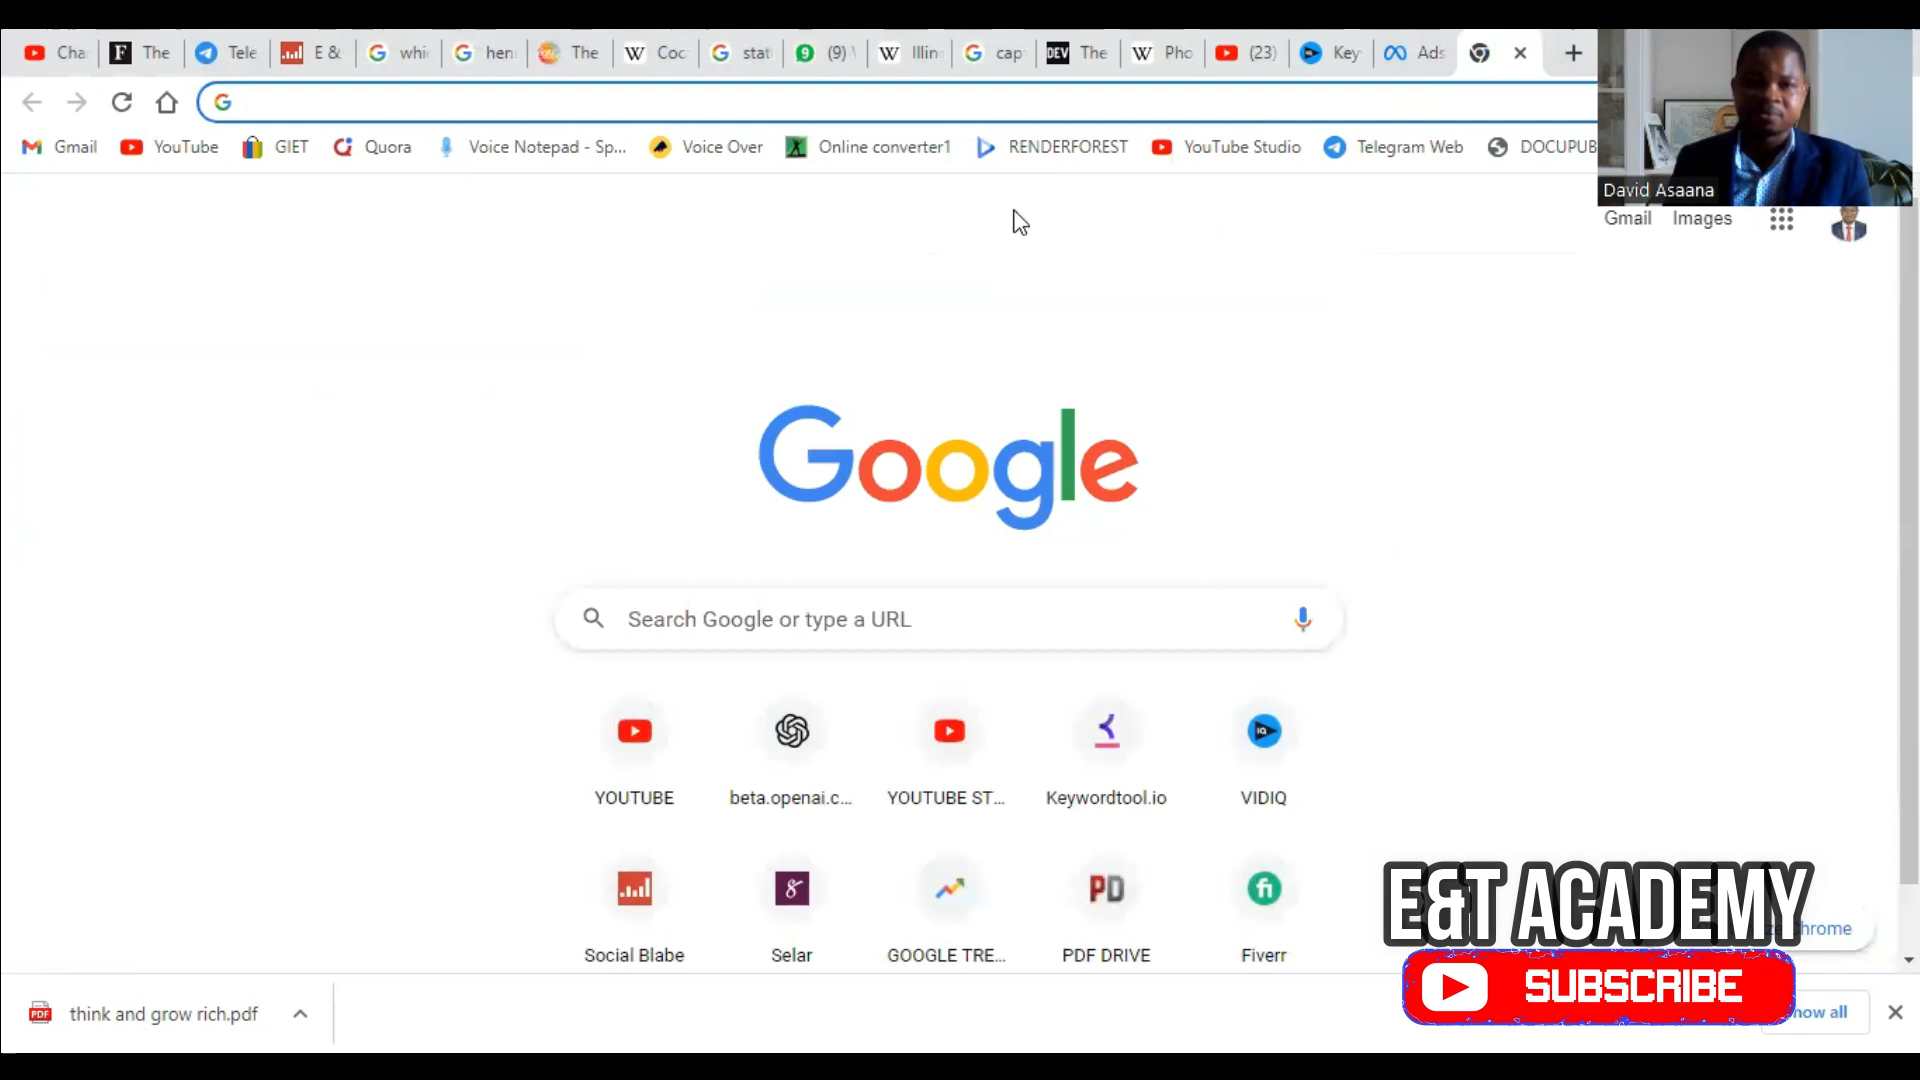 Cha
The
Tele
E &
whi
hen
The
Coc
stat
(9)
Illin
cap
DEV The
Pho
(23)
Key
Ads
Gmail
YouTube
GIET
Quora
Voice Notepad - Sp...
Voice Over
Online converter1
RENDERFOREST
YouTube Studio
Telegram Web
DOCUPUB
David Asaana
Gmail Images
Google
Search Google or type a URL
YOUTUBE
beta.openai.c...
YOUTUBE ST...
Keywordtool.io
VIDIQ
PD
Social Blabe
Selar
GOOGLE TRE...
PDF DRIVE
Fiverr
E&T ACADEMY
SUBSCRIBE
think and grow rich.pdf